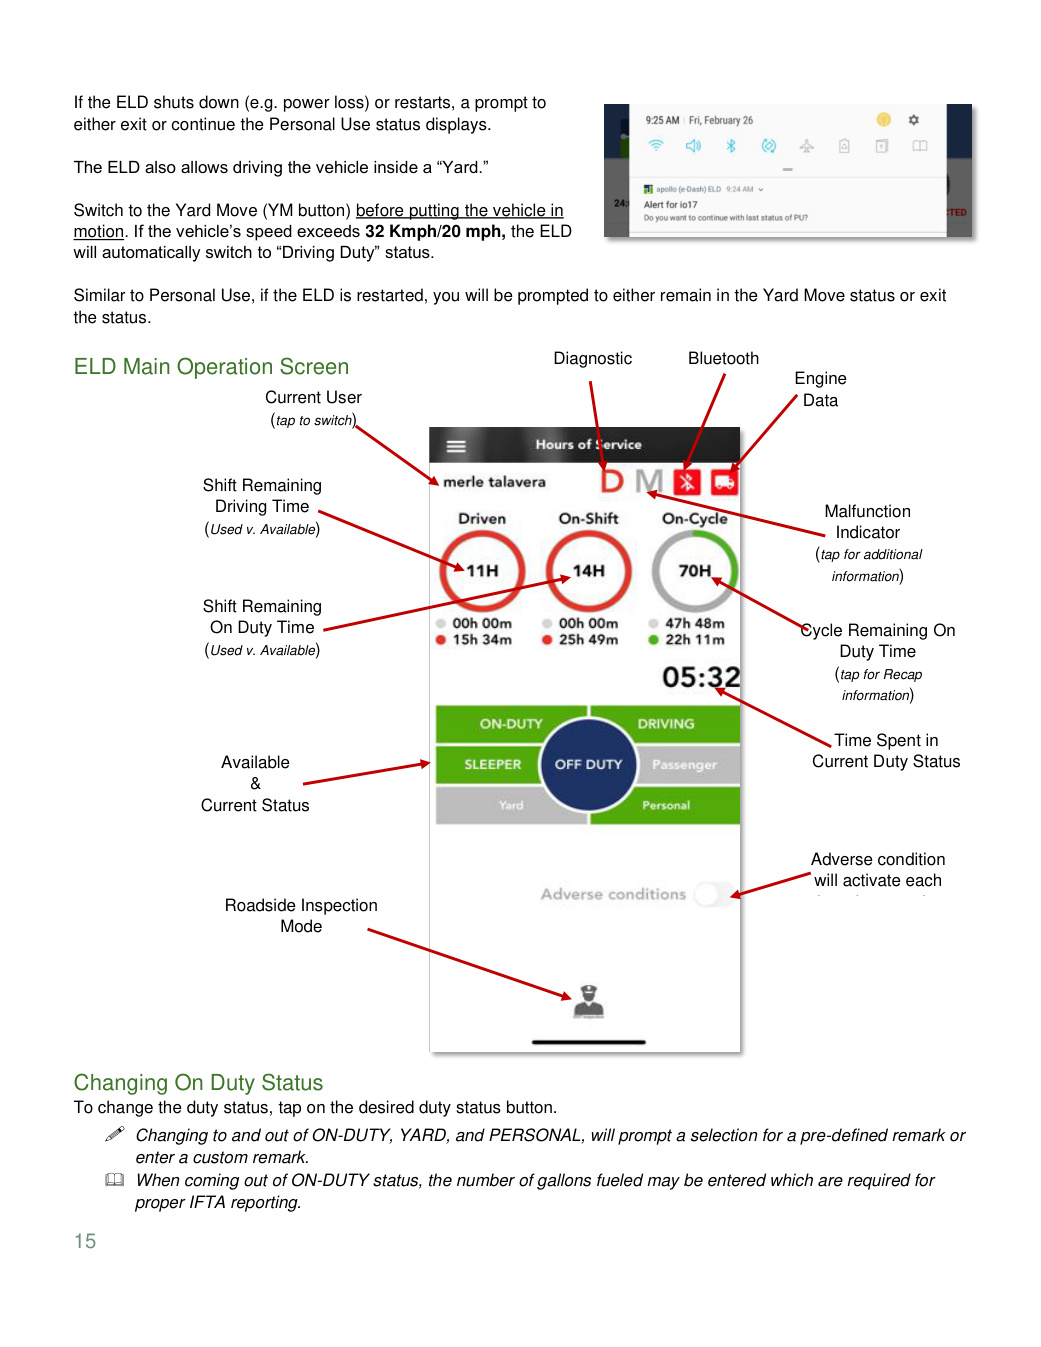 If the ELD shuts down (e.g. power loss) or restarts, a prompt to
either exit or continue the Personal Use status displays.
The ELD also allows driving the vehicle inside a “Yard.”
Switch to the Yard Move (YM button) before putting the vehicle in
motion. If the vehicle’s speed exceeds 32 Kmph/20 mph, the ELD
will automatically switch to “Driving Duty” status.
9:25 AM Fri, February 26
apollo (e-Dash) ELD 9:24 AM
Alert for io17
Do you want to continue with last status of PU?
24:
CTED
Similar to Personal Use, if the ELD is restarted, you will be prompted to either remain in the Yard Move status or exit
the status.
ELD Main Operation Screen
Diagnostic
Bluetooth
Engine
Data
Current User
(tap to switch)
Shift Remaining
Driving Time
(Used v. Available)
Shift Remaining
On Duty Time
(Used v. Available)
Available
&
Current Status
Roadside Inspection
Mode
Hours of Service
merle talavera D M
Driven On-Shift On-Cycle
11H 14H 70H
00h 00m 00h 00m 47h 48m
15h 34m 25h 49m 22h 11m
05:32
ON-DUTY DRIVING
SLEEPER OFF DUTY Passenger
Yard Personal
Adverse conditions
Malfunction
Indicator
(tap for additional
information)
Cycle Remaining On
Duty Time
(tap for Recap
information)
Time Spent in
Current Duty Status
Adverse condition
will activate each
Changing On Duty Status
To change the duty status, tap on the desired duty status button.
Changing to and out of ON-DUTY, YARD, and PERSONAL, will prompt a selection for a pre-defined remark or
enter a custom remark.
When coming out of ON-DUTY status, the number of gallons fueled may be entered which are required for
proper IFTA reporting.
15